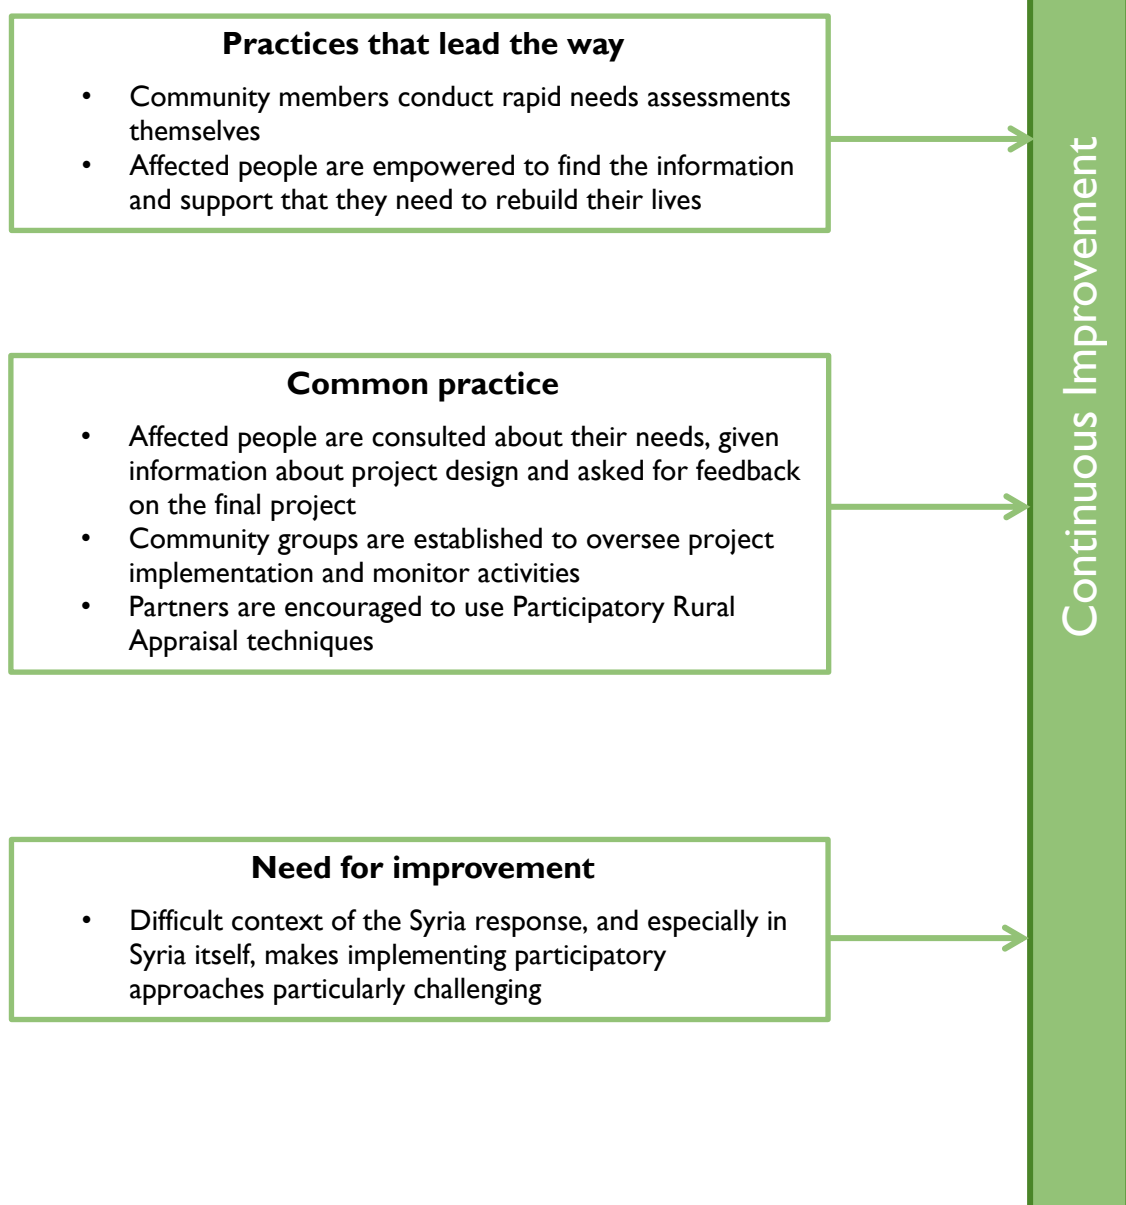 Practices that lead the way
• Community members conduct rapid needs assessments
themselves
• Affected people are empowered to find the information
and support that they need to rebuild their lives
Common practice
• Affected people are consulted about their needs, given
information about project design and asked for feedback
on the final project
• Community groups are established to oversee project
implementation and monitor activities
• Partners are encouraged to use Participatory Rural
Appraisal techniques
Need for improvement
• Difficult context of the Syria response, and especially in
Syria itself, makes implementing participatory
approaches particularly challenging
Continuous Improvement